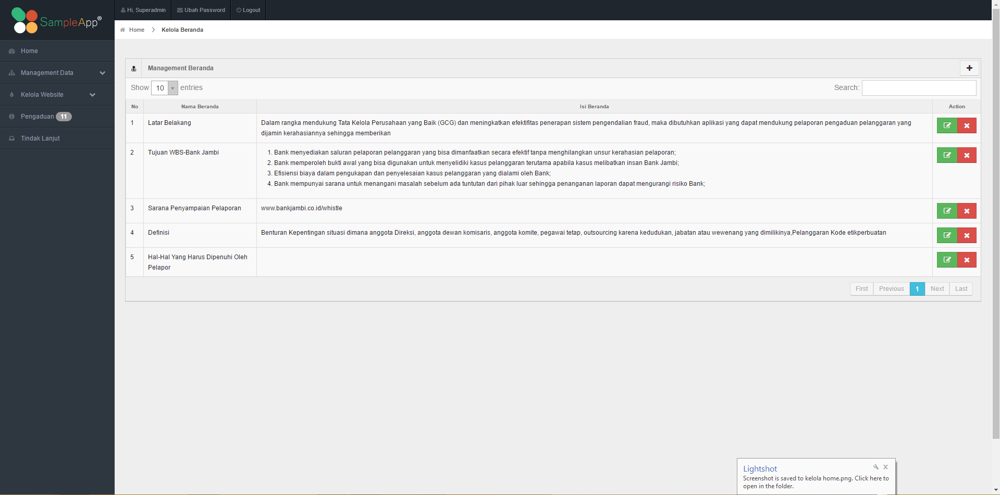 SampleApp®
Hi, Superadmin
Ubah Password
Logout
Home
Kelola Beranda
Home
Management Data
Kelola Website
Pengaduan 11
Tindak Lanjut
Management Beranda
Show 10 entries
Search:
No
Nama Beranda
Isi Beranda
Action
1
Latar Belakang
Dalam rangka mendukung Tata Kelola Perusahaan yang Baik (GCG) dan meningkatkan efektifitas penerapan sistem pengendalian fraud, maka dibutuhkan aplikasi yang dapat mendukung pelaporan pengaduan pelanggaran yang
dijamin kerahasiannya sehingga memberikan
2
Tujuan WBS-Bank Jambi
1. Bank menyediakan saluran pelaporan pelanggaran yang bisa dimanfaatkan secara efektif tanpa menghilangkan unsur kerahasian pelaporan;
2. Bank memperoleh bukti awal yang bisa digunakan untuk menyelidiki kasus pelanggaran terutama apabila kasus melibatkan insan Bank Jambi;
3. Efisiensi biaya dalam pengukapan dan penyelesaian kasus pelanggaran yang dialami oleh Bank;
4. Bank mempunyai sarana untuk menangani masalah sebelum ada tuntutan dari pihak luar sehingga penanganan laporan dapat mengurangi risiko Bank;
3
Sarana Penyampaian Pelaporan
www.bankjambi.co.id/whistle
4
Definisi
Benturan Kepentingan situasi dimana anggota Direksi, anggota dewan komisaris, anggota komite, pegawai tetap, outsourcing karena kedudukan, jabatan atau wewenang yang dimilikinya,Pelanggaran Kode etikperbuatan
5
Hal-Hal Yang Harus Dipenuhi Oleh
Pelapor
First
Previous
1
Next
Last
Lightshot
Screenshot is saved to kelola home.png. Click here to
open in the folder.